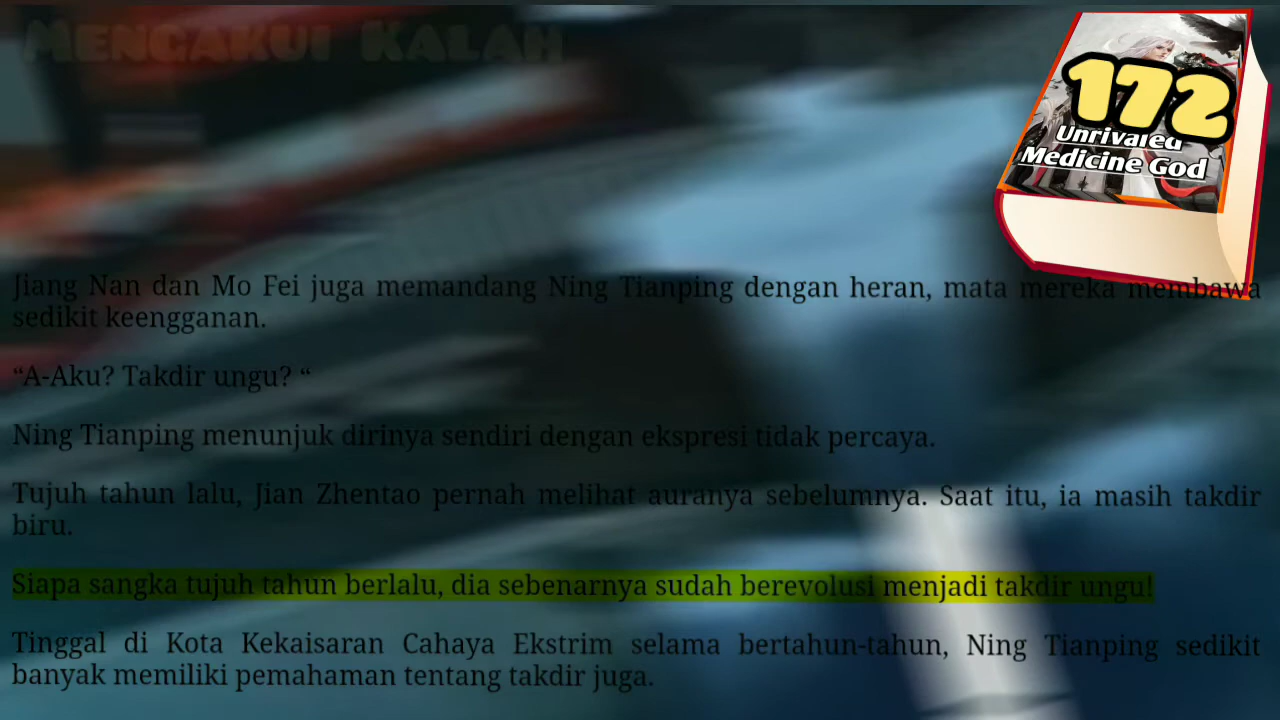 Mengakui Kalah
172
Unrivaled
Medicine God
Jiang Nan dan Mo Fei juga memandang Ning Tianping dengan heran, mata mereka membawa
sedikit keengganan.
“A-Aku? Takdir ungu? “
Ning Tianping menunjuk dirinya sendiri dengan ekspresi tidak percaya.
Tujuh tahun lalu, Jian Zhentao pernah melihat auranya sebelumnya. Saat itu, ia masih takdir
biru.
Siapa sangka tujuh tahun berlalu, dia sebenarnya sudah berevolusi menjadi takdir ungu!
Tinggal di Kota Kekaisaran Cahaya Ekstrim selama bertahun-tahun, Ning Tianping sedikit
banyak memiliki pemahaman tentang takdir juga.